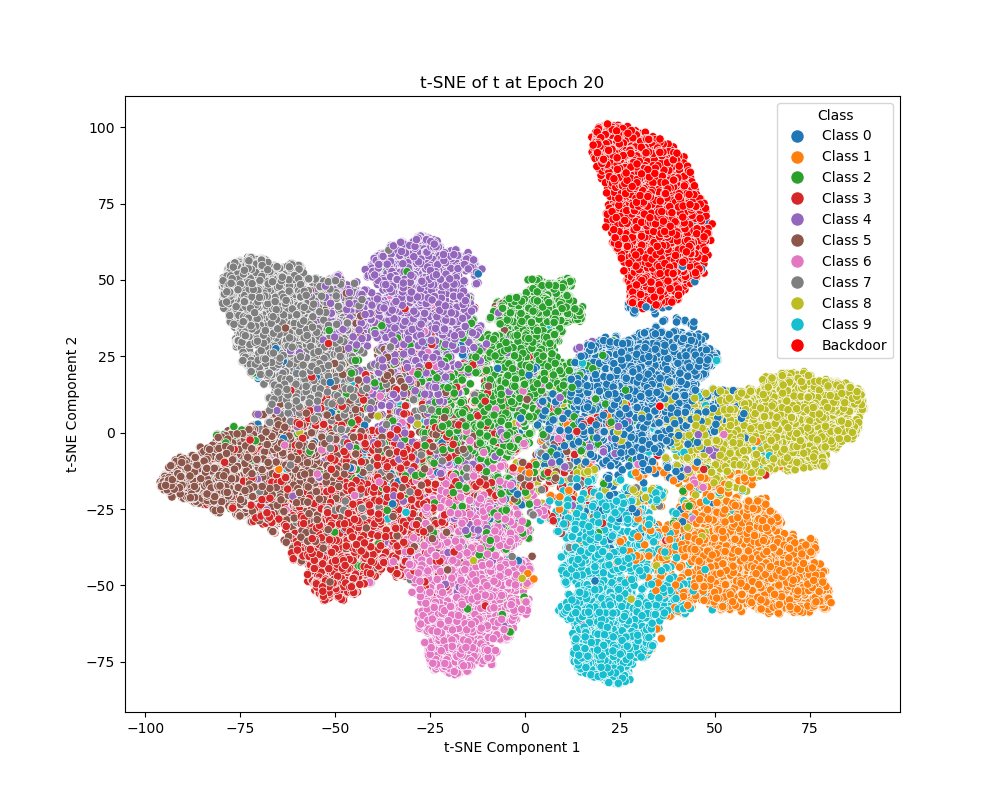 t-SNE of t at Epoch 20
Class
Class 0
Class 1
Class 2
Class 3
Class 4
Class 5
Class 6
Class 7
Class 8
Class 9
Backdoor
t-SNE Component 2
100
75
50
25
0
−25
−50
−75
−100
−75
−50
−25
0
25
50
75
t-SNE Component 1